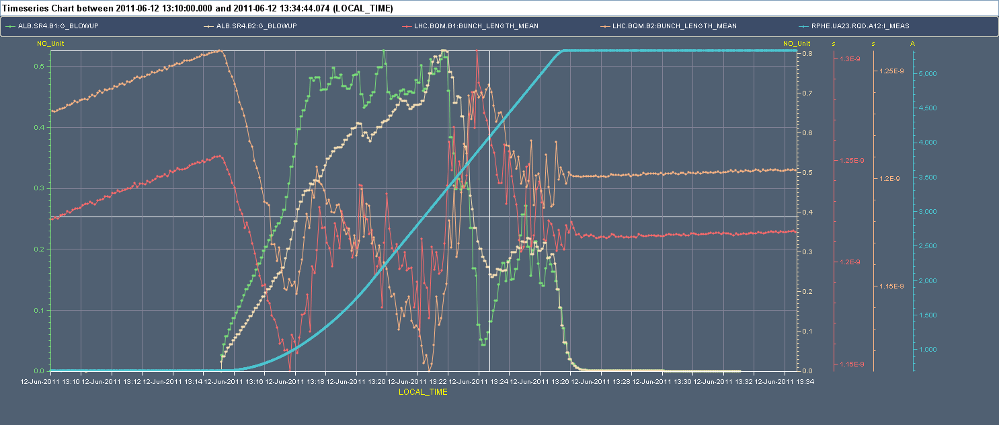 Timeseries Chart between 2011-06-12 13:10:00.000 and 2011-06-12 13:34:44.074 (LOCAL_TIME)
ALB.SR4.B1:G_BLOWUP ALB.SR4.B2:G_BLOWUP LHC.BQM.B1:BUNCH_LENGTH_MEAN LHC.BQM.B2:BUNCH_LENGTH_MEAN RPHE.UA23.RQD.A12:I_MEAS
NO_Unit NO_Unit s s A
0.8
1.3E-9
0.5 1.25E-9 5,000
0.7
4,500
0.4 0.6
4,000
1.25E-9
0.5 1.2E-9 3,500
0.3
0.4 3,000
2,500
0.2 0.3
1.2E-9
2,000
0.2 1.15E-9
0.1 1,500
0.1 1,000
1.15E-9
0.0 0.0
12-Jun-2011 13:10 12-Jun-2011 13:12 12-Jun-2011 13:14 12-Jun-2011 13:16 12-Jun-2011 13:18 12-Jun-2011 13:20 12-Jun-2011 13:22 12-Jun-2011 13:24 12-Jun-2011 13:26 12-Jun-2011 13:28 12-Jun-2011 13:30 12-Jun-2011 13:32 12-Jun-2011 13:34
LOCAL_TIME